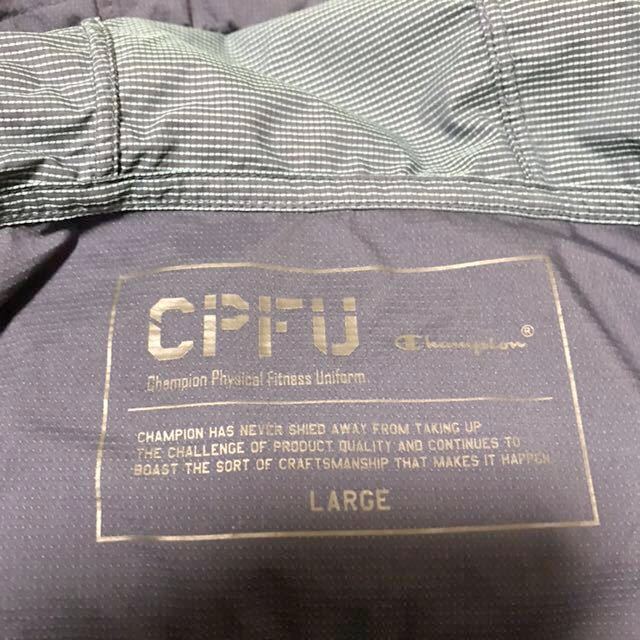 CPFU
Champion®
Champion Physical Fitness Uniform
CHAMPION HAS NEVER SHIED AWAY FROM TAKING UP
THE CHALLENGE OF PRODUCT QUALITY AND CONTINUES TO
BOAST THE SORT OF CRAFTSMANSHIP THAT MAKES IT HAPPEN
LARGE